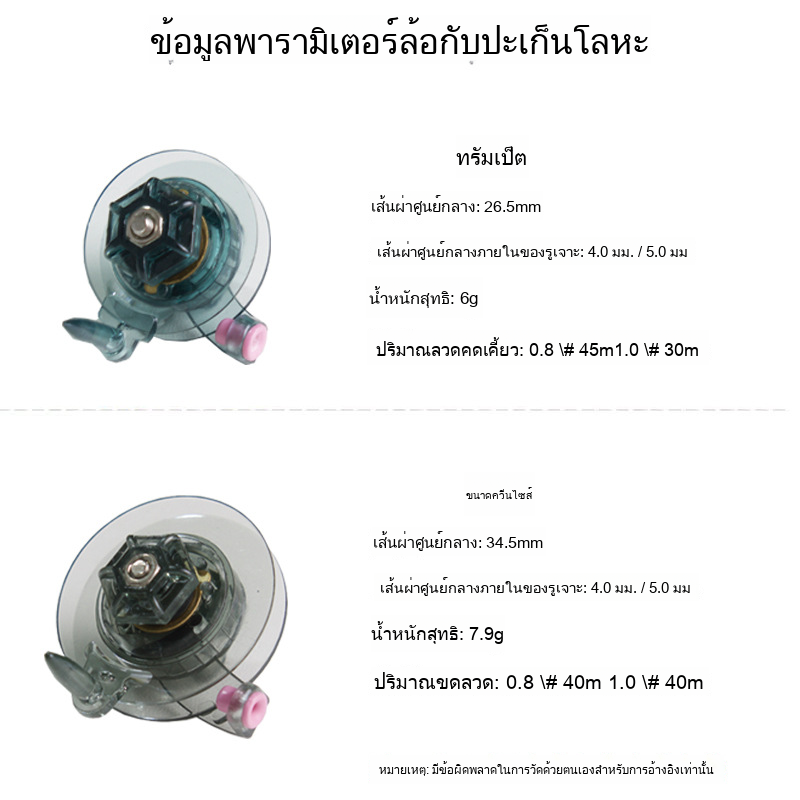 ข้อมูลพารามิเตอร์ล้อกับปะเก็นโลหะ
ทรัมเป็ต
เส้นผ่าศูนย์กลาง: 26.5mm
เส้นผ่าศูนย์กลางภายในของรูเจาะ: 4.0 มม. / 5.0 มม
น้ำหนักสุทธิ: 6g
ปริมาณลวดคดเคี้ยว: 0.8 \# 45m1.0 \# 30m
ขนาดควีนไซส์
เส้นผ่าศูนย์กลาง: 34.5mm
เส้นผ่าศูนย์กลางภายในของรูเจาะ: 4.0 มม. / 5.0 มม
น้ำหนักสุทธิ: 7.9g
ปริมาณขดลวด: 0.8 \# 40m 1.0 \# 40m
หมายเหตุ: มีข้อผิดพลาดในการวัดด้วยตนเองสำหรับการอ้างอิงเท่านั้น